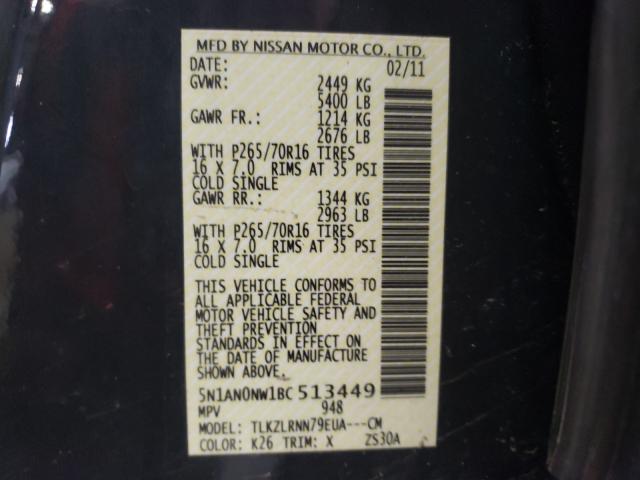 MFD BY NISSAN MOTOR CO., LTD.
DATE: 02/11
GVWR: 2449 KG
5400 LB
GAWR FR.: 1214 KG
2676 LB
WITH P265/70R16 TIRES
16 X 7.0 RIMS AT 35 PSI
COLD SINGLE
GAWR RR.: 1344 KG
2963 LB
WITH P265/70R16 TIRES
16 X 7.0 RIMS AT 35 PSI
COLD SINGLE
THIS VEHICLE CONFORMS TO
ALL APPLICABLE FEDERAL
MOTOR VEHICLE SAFETY AND
THEFT PREVENTION
STANDARDS IN EFFECT ON
THE DATE OF MANUFACTURE
SHOWN ABOVE.
5N1AN0NW1BC 513449
MPV 948
MODEL: TLKZLRNN79EUA---CM
COLOR: K26 TRIM: X ZS30A